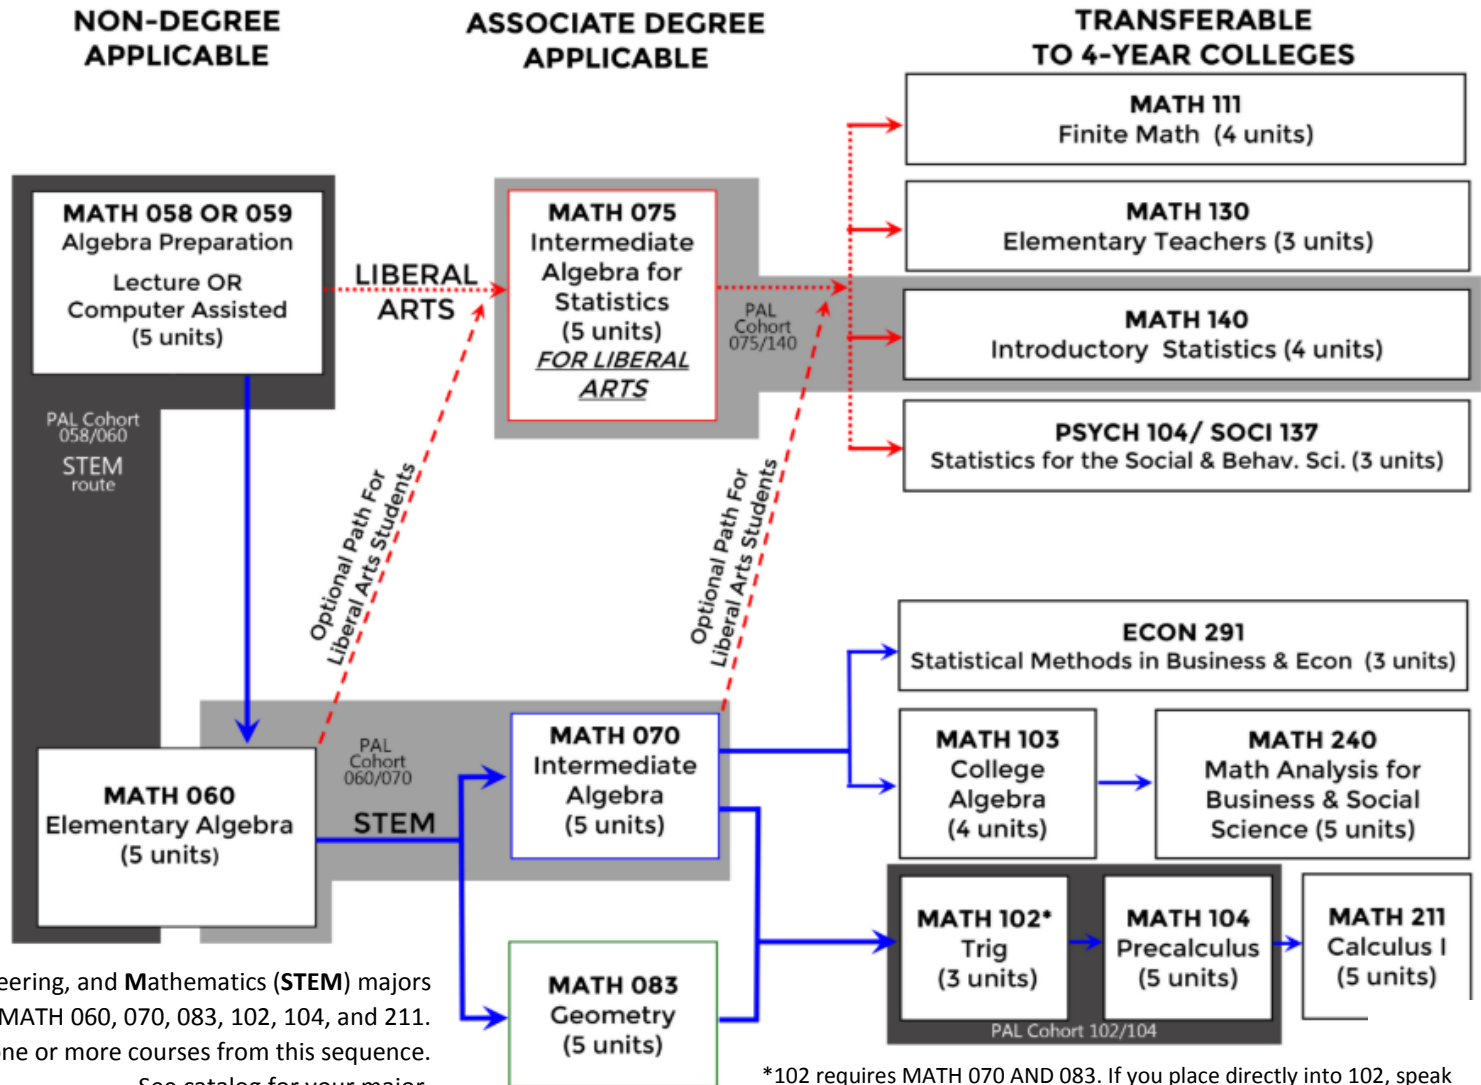 NON-DEGREE
APPLICABLE
ASSOCIATE DEGREE
APPLICABLE
TRANSFERABLE
TO 4-YEAR COLLEGES
MATH 111
Finite Math (4 units)
MATH 058 OR 059
Algebra Preparation
Lecture OR
Computer Assisted
(5 units)
LIBERAL
ARTS
MATH 075
Intermediate
Algebra for
Statistics
(5 units)
FOR LIBERAL
ARTS
PAL
Cohort
075/140
MATH 130
Elementary Teachers (3 units)
MATH 140
Introductory Statistics (4 units)
PSYCH 104/ SOCI 137
Statistics for the Social & Behav. Sci. (3 units)
PAL Cohort
058/060
STEM
route
Optional Path For
Liberal Arts Students
Optional Path For
Liberal Arts Students
ECON 291
Statistical Methods in Business & Econ (3 units)
MATH 060
Elementary Algebra
(5 units)
PAL
Cohort
060/070
STEM
MATH 070
Intermediate
Algebra
(5 units)
MATH 103
College
Algebra
(4 units)
MATH 240
Math Analysis for
Business & Social
Science (5 units)
MATH 083
Geometry
(5 units)
MATH 102*
Trig
(3 units)
MATH 104
Precalculus
(5 units)
PAL Cohort 102/104
MATH 211
Calculus I
(5 units)
eering, and Mathematics (STEM) majors
MATH 060, 070, 083, 102, 104, and 211.
one or more courses from this sequence.
See catalog for your major.
*102 requires MATH 070 AND 083. If you place directly into 102, speak